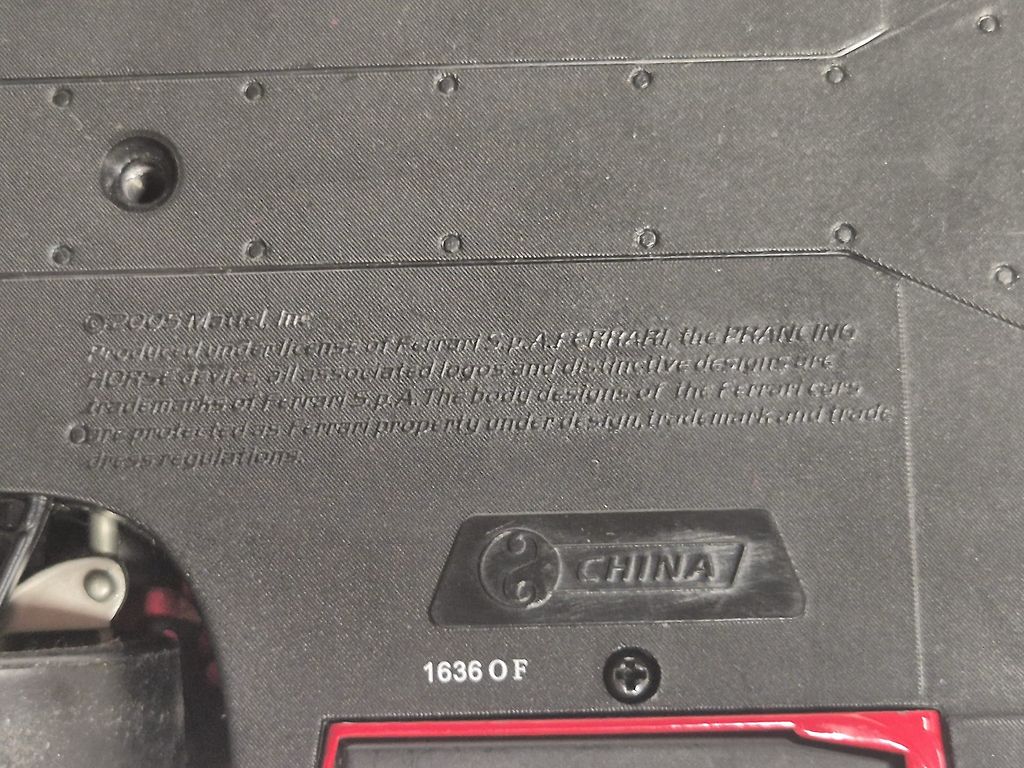 ©2005 Mattel, Inc.
Produced under license of Ferrari S.p.A. FERRARI, the PRANCING
HORSE device, all associated logos and distinctive designs are
trademarks of Ferrari S.p.A. The body designs of the Ferrari cars
are protected as Ferrari property under design, trademark and trade
dress regulations.
CHINA
1636 O F